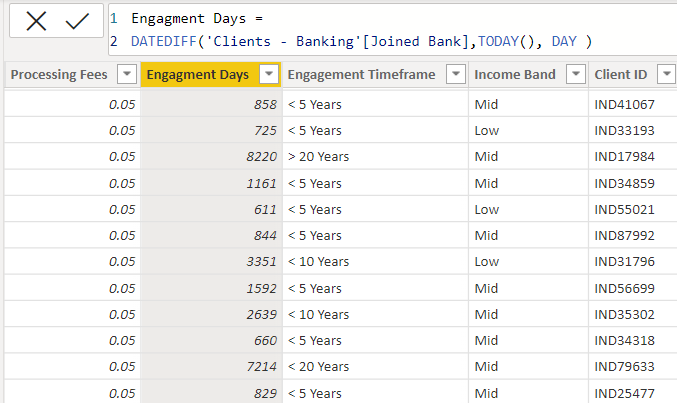 1 Engagment Days =
2 DATEDIFF('Clients - Banking'[Joined Bank],TODAY(), DAY )
Processing Fees Engagment Days Engagement Timeframe Income Band Client ID
0.05 858 < 5 Years Mid IND41067
0.05 725 < 5 Years Low IND33193
0.05 8220 > 20 Years Mid IND17984
0.05 1161 < 5 Years Mid IND34859
0.05 611 < 5 Years Low IND55021
0.05 844 < 5 Years Mid IND87992
0.05 3351 < 10 Years Low IND31796
0.05 1592 < 5 Years Mid IND56699
0.05 2639 < 10 Years Mid IND35302
0.05 660 < 5 Years Mid IND34318
0.05 7214 < 20 Years Mid IND79633
0.05 829 < 5 Years Mid IND25477